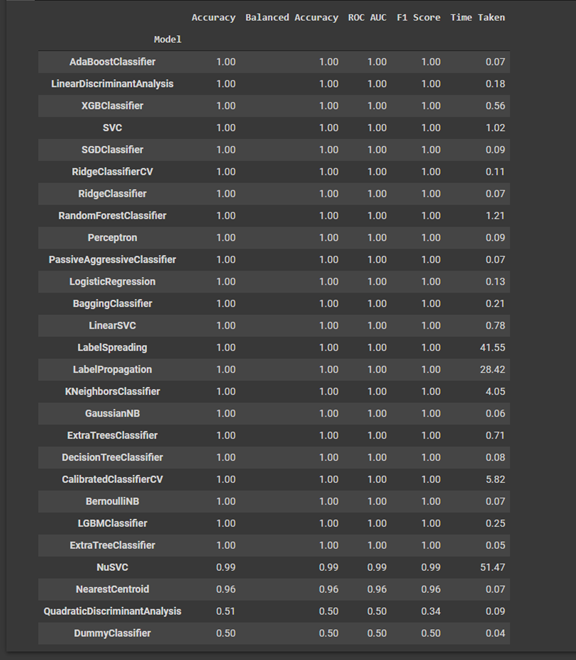 Accuracy Balanced Accuracy ROC AUC F1 Score Time Taken
Model
AdaBoostClassifier 1.00 1.00 1.00 1.00 0.07
LinearDiscriminantAnalysis 1.00 1.00 1.00 1.00 0.18
XGBClassifier 1.00 1.00 1.00 1.00 0.56
SVC 1.00 1.00 1.00 1.00 1.02
SGDClassifier 1.00 1.00 1.00 1.00 0.09
RidgeClassifierCV 1.00 1.00 1.00 1.00 0.11
RidgeClassifier 1.00 1.00 1.00 1.00 0.07
RandomForestClassifier 1.00 1.00 1.00 1.00 1.21
Perceptron 1.00 1.00 1.00 1.00 0.09
PassiveAggressiveClassifier 1.00 1.00 1.00 1.00 0.07
LogisticRegression 1.00 1.00 1.00 1.00 0.13
BaggingClassifier 1.00 1.00 1.00 1.00 0.21
LinearSVC 1.00 1.00 1.00 1.00 0.78
LabelSpreading 1.00 1.00 1.00 1.00 41.55
LabelPropagation 1.00 1.00 1.00 1.00 28.42
KNeighborsClassifier 1.00 1.00 1.00 1.00 4.05
GaussianNB 1.00 1.00 1.00 1.00 0.06
ExtraTreesClassifier 1.00 1.00 1.00 1.00 0.71
DecisionTreeClassifier 1.00 1.00 1.00 1.00 0.08
CalibratedClassifierCV 1.00 1.00 1.00 1.00 5.82
BernoulliNB 1.00 1.00 1.00 1.00 0.07
LGBMClassifier 1.00 1.00 1.00 1.00 0.25
ExtraTreeClassifier 1.00 1.00 1.00 1.00 0.05
NuSVC 0.99 0.99 0.99 0.99 51.47
NearestCentroid 0.96 0.96 0.96 0.96 0.07
QuadraticDiscriminantAnalysis 0.51 0.50 0.50 0.34 0.09
DummyClassifier 0.50 0.50 0.50 0.50 0.04